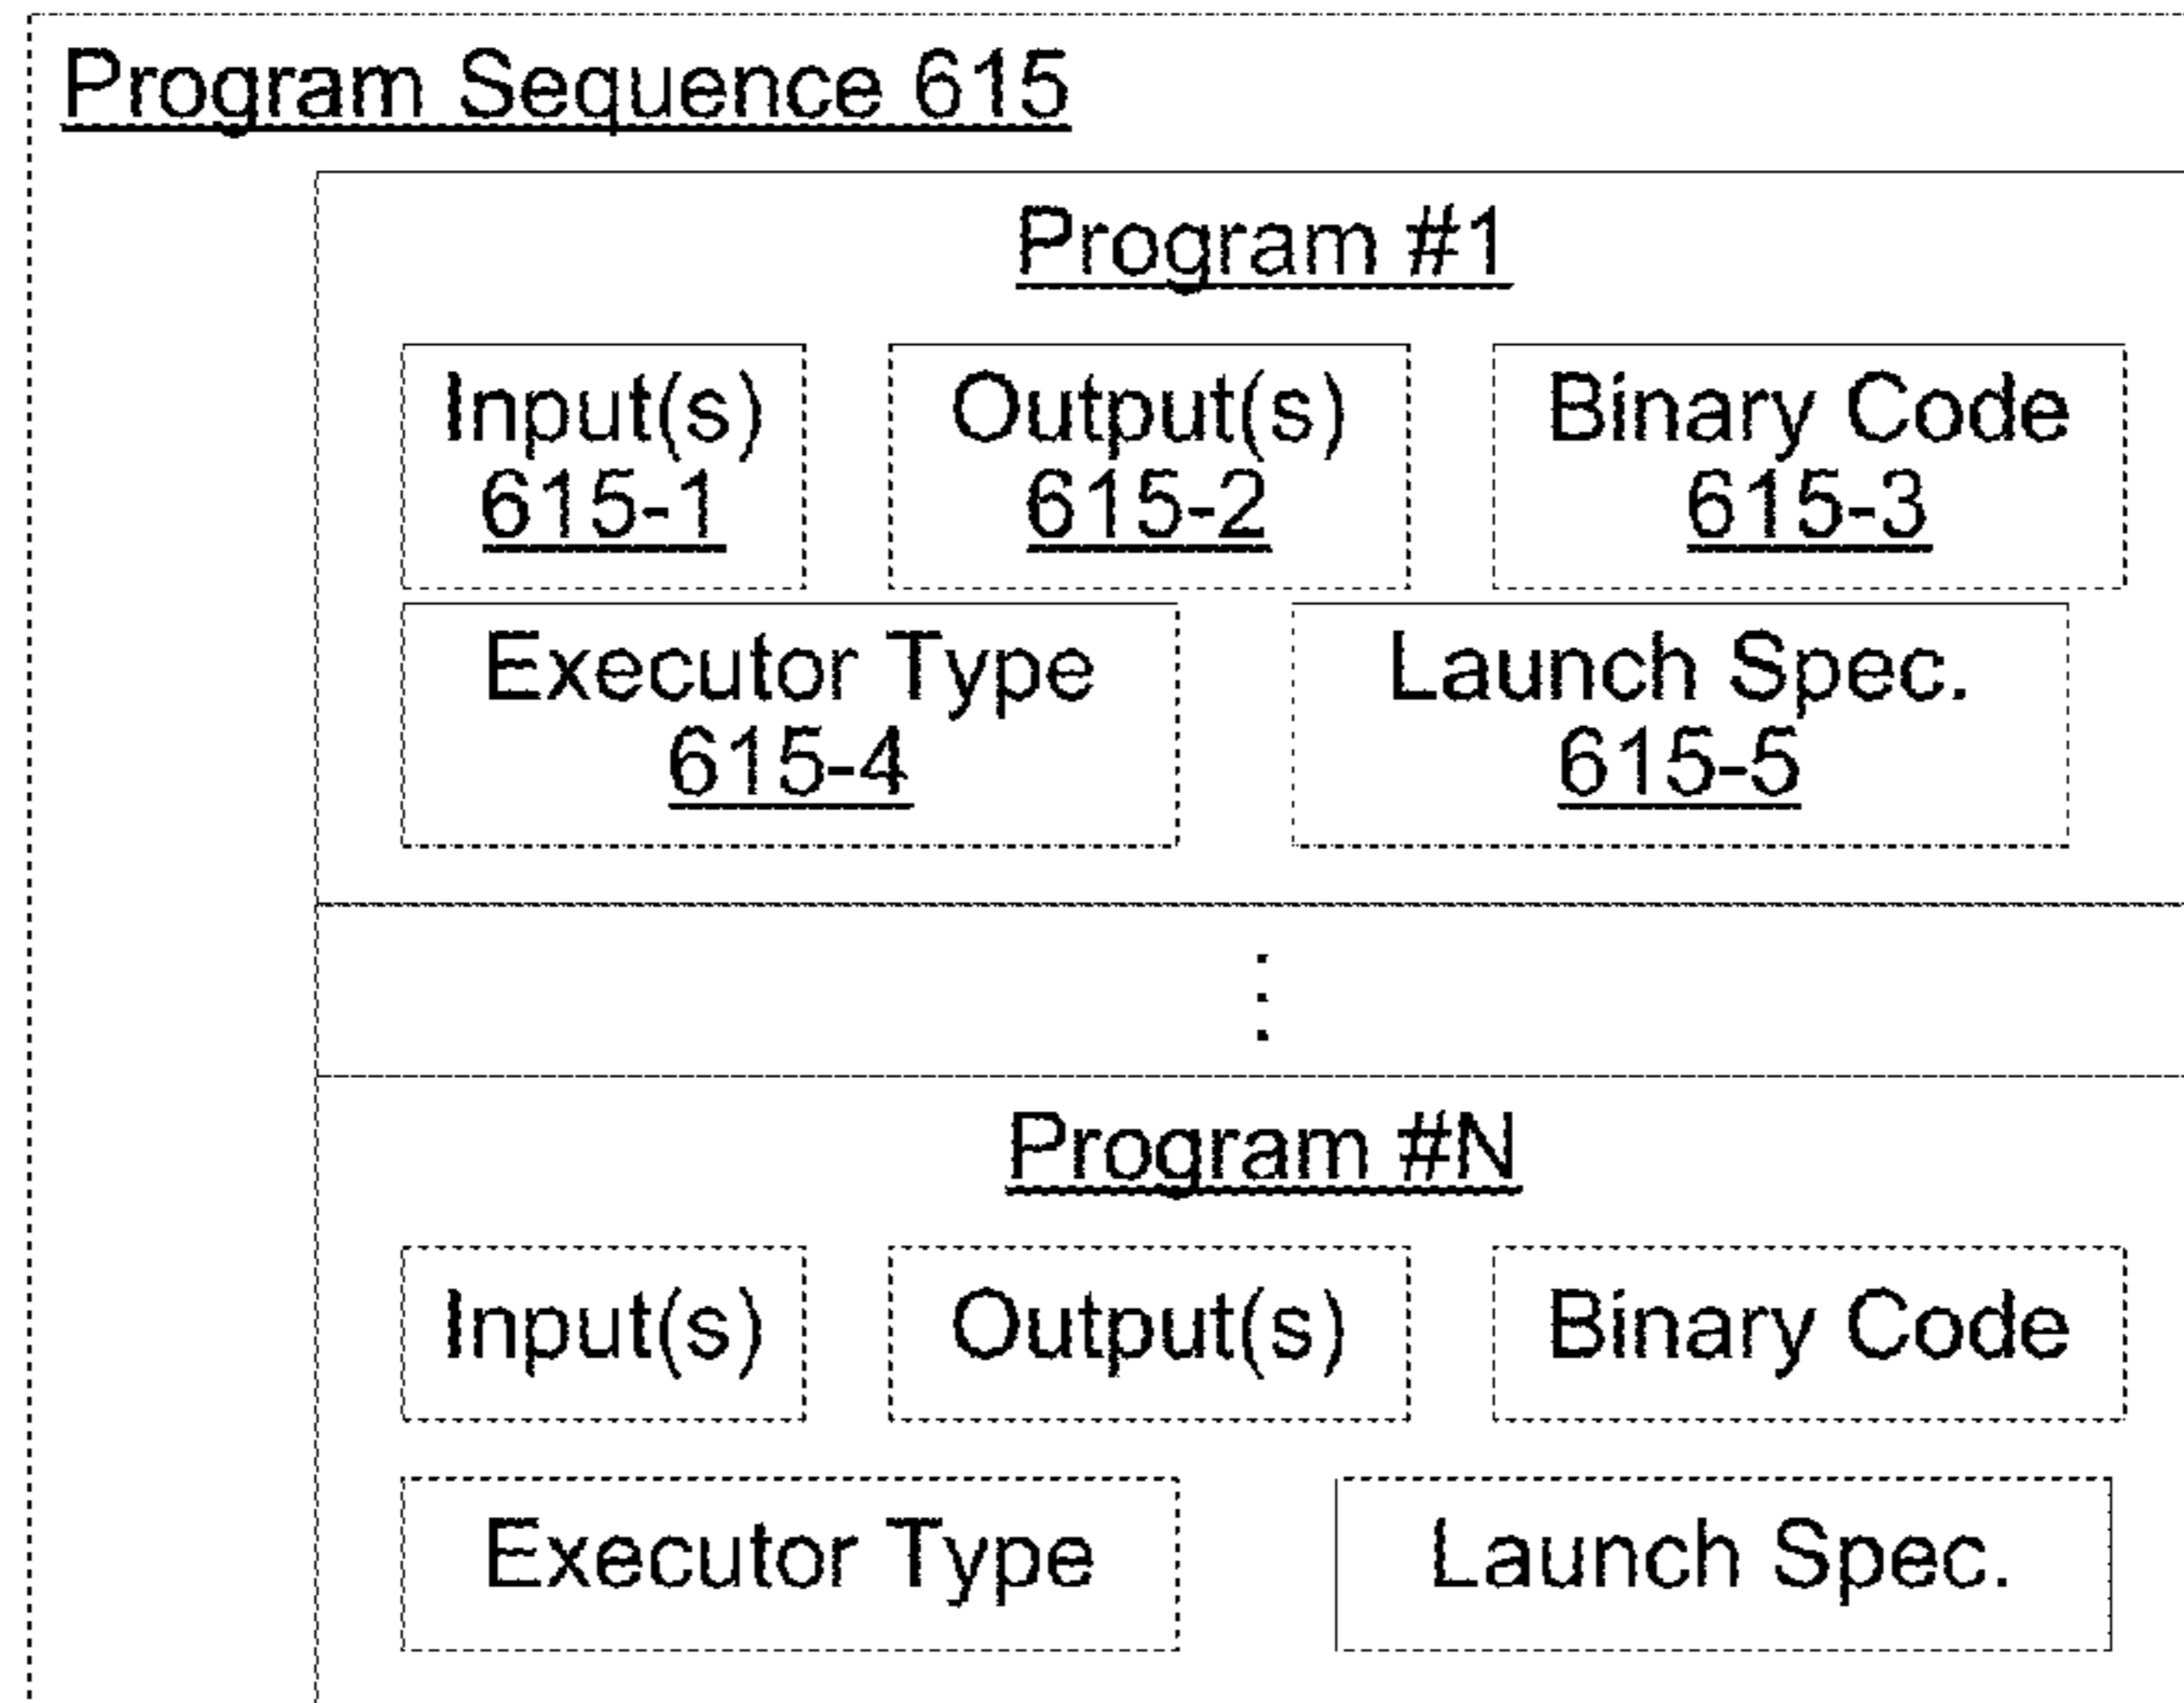 Program Sequence 615
Program #1
Input(s)
615-1
Output(s)
615-2
Binary Code
615-3
Executor Type
615-4
Launch Spec.
615-5
Program #N
Input(s)
Output(s)
Binary Code
Executor Type
Launch Spec.